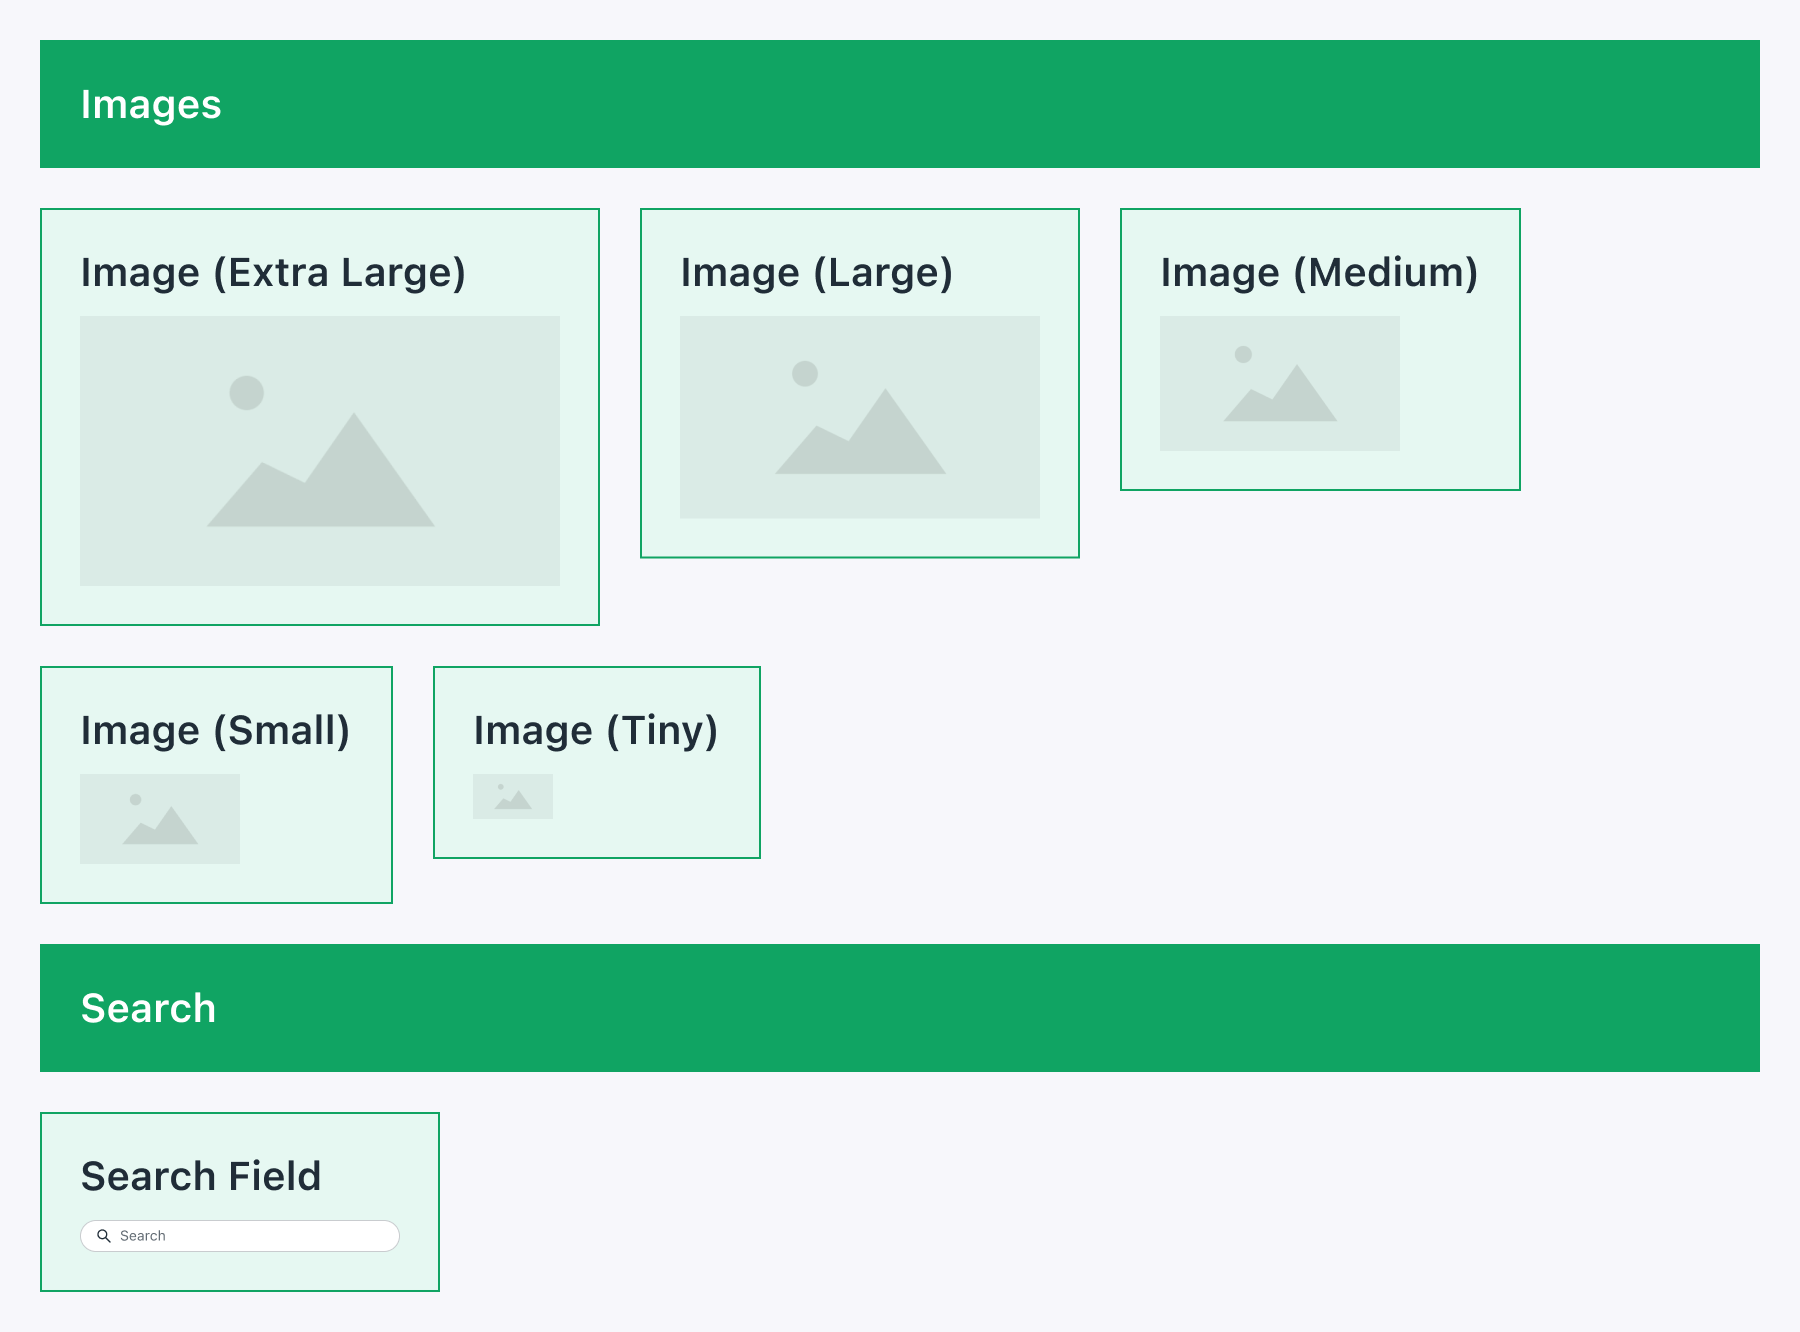 Images
Image (Extra Large)
Image (Large)
Image (Medium)
Image (Small)
Image (Tiny)
Search
Search Field
Search